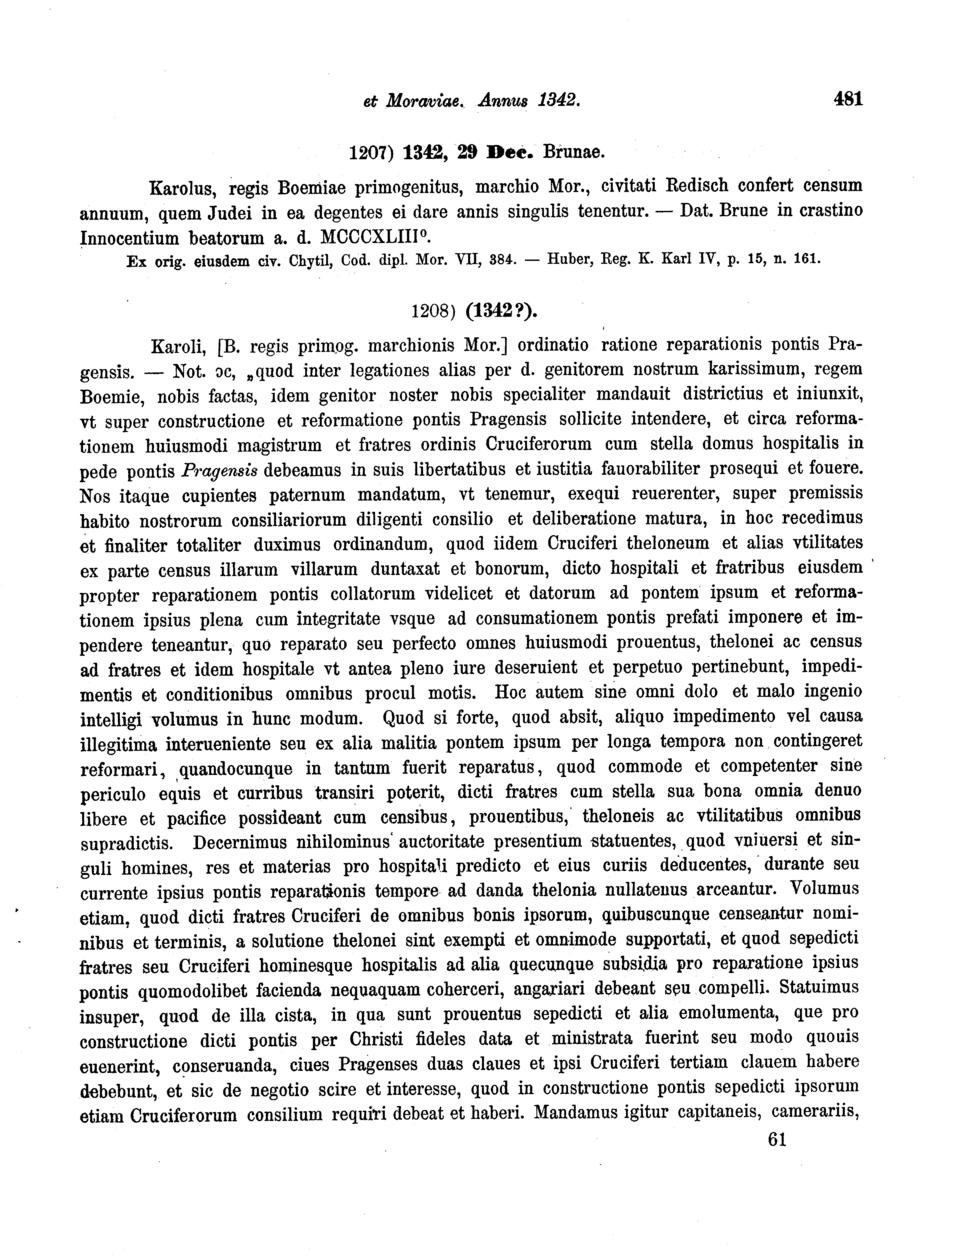 et Moraviae. Annus 1342. 481
1207) 1342, 29 Dec. Brunae.
Karolus, regis Boemiae primogenitus, marchio Mor., civitati Redisch confert censum
annuum, quem Judei in ea degentes ei dare annis singulis tenentur. — Dat. Brune in crastino
Innocentium beatorum a. d. MCCCXLIII⁰.
Ex orig. eiusdem civ. Chytil, Cod. dipl. Mor. VII, 384. — Huber, Reg. K. Karl IV, p. 15, n. 161.
1208) (1342?).
Karoli, [B. regis primog. marchionis Mor.] ordinatio ratione reparationis pontis Pra-
gensis. — Not. ɔc, „quod inter legationes alias per d. genitorem nostrum karissimum, regem
Boemie, nobis factas, idem genitor noster nobis specialiter mandauit districtius et iniunxit,
vt super constructione et reformatione pontis Pragensis sollicite intendere, et circa reforma-
tionem huiusmodi magistrum et fratres ordinis Cruciferorum cum stella domus hospitalis in
pede pontis Pragensis debeamus in suis libertatibus et iustitia fauorabiliter prosequi et fouere.
Nos itaque cupientes paternum mandatum, vt tenemur, exequi reuerenter, super premissis
habito nostrorum consiliariorum diligenti consilio et deliberatione matura, in hoc recedimus
et finaliter totaliter duximus ordinandum, quod iidem Cruciferi theloneum et alias vtilitates
ex parte census illarum villarum duntaxat et bonorum, dicto hospitali et fratribus eiusdem
propter reparationem pontis collatorum videlicet et datorum ad pontem ipsum et reforma-
tionem ipsius plena cum integritate vsque ad consumationem pontis prefati imponere et im-
pendere teneantur, quo reparato seu perfecto omnes huiusmodi prouentus, thelonei ac census
ad fratres et idem hospitale vt antea pleno iure deseruient et perpetuo pertinebunt, impedi-
mentis et conditionibus omnibus procul motis. Hoc autem sine omni dolo et malo ingenio
intelligi volumus in hunc modum. Quod si forte, quod absit, aliquo impedimento vel causa
illegitima interueniente seu ex alia malitia pontem ipsum per longa tempora non contingeret
reformari, quandocunque in tantum fuerit reparatus, quod commode et competenter sine
periculo equis et curribus transiri poterit, dicti fratres cum stella sua bona omnia denuo
libere et pacifice possideant cum censibus, prouentibus, theloneis ac vtilitatibus omnibus
supradictis. Decernimus nihilominus auctoritate presentium statuentes, quod vniuersi et sin-
guli homines, res et materias pro hospitali predicto et eius curiis deducentes, durante seu
currente ipsius pontis reparationis tempore ad danda thelonia nullatenus arceantur. Volumus
etiam, quod dicti fratres Cruciferi de omnibus bonis ipsorum, quibuscunque censeantur nomi-
nibus et terminis, a solutione thelonei sint exempti et omnimode supportati, et quod sepedicti
fratres seu Cruciferi hominesque hospitalis ad alia quecunque subsidia pro reparatione ipsius
pontis quomodolibet facienda nequaquam coherceri, angariari debeant seu compelli. Statuimus
insuper, quod de illa cista, in qua sunt prouentus sepedicti et alia emolumenta, que pro
constructione dicti pontis per Christi fideles data et ministrata fuerint seu modo quouis
euenerint, conseruanda, ciues Pragenses duas claues et ipsi Cruciferi tertiam clauem habere
debebunt, et sic de negotio scire et interesse, quod in constructione pontis sepedicti ipsorum
etiam Cruciferorum consilium requiri debeat et haberi. Mandamus igitur capitaneis, camerariis,
61